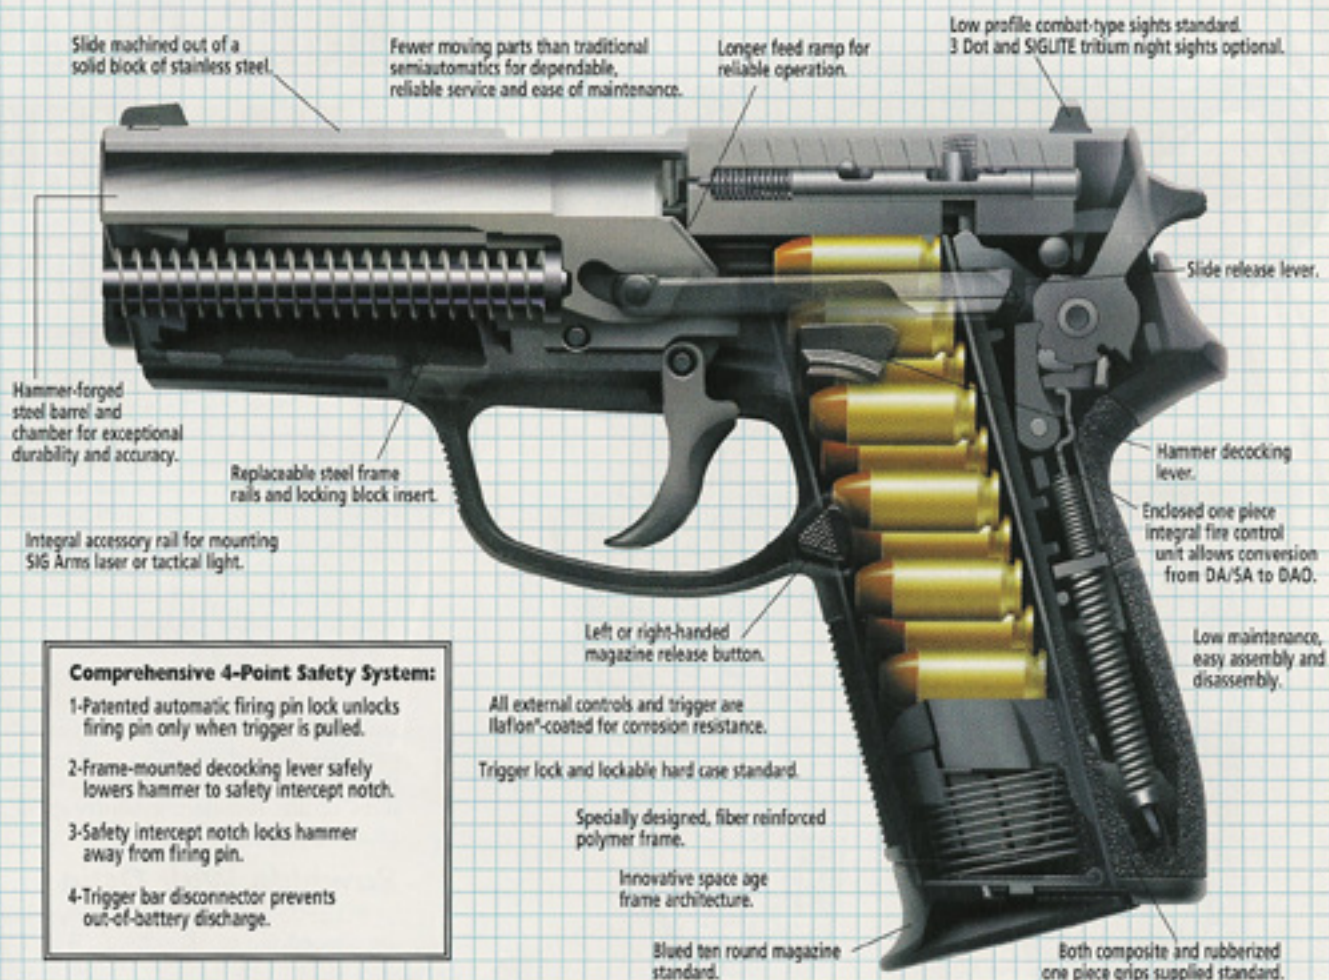 Slide machined out of a
solid block of stainless steel.
Fewer moving parts than traditional
semiautomatics for dependable,
reliable service and ease of maintenance.
Longer feed ramp for
reliable operation.
Low profile combat-type sights standard.
3 Dot and SIGLITE tritium night sights optional.
Slide release lever.
Hammer-forged
steel barrel and
chamber for exceptional
durability and accuracy.
Replaceable steel frame
rails and locking block insert.
Hammer decocking
lever.
Enclosed one piece
integral fire control
unit allows conversion
from DA/SA to DAO.
Integral accessory rail for mounting
SIG Arms laser or tactical light.
Left or right-handed
magazine release button.
Low maintenance,
easy assembly and
disassembly.
Comprehensive 4-Point Safety System:
1-Patented automatic firing pin lock unlocks
firing pin only when trigger is pulled.
2-Frame-mounted decocking lever safely
lowers hammer to safety intercept notch.
3-Safety intercept notch locks hammer
away from firing pin.
4-Trigger bar disconnector prevents
out-of-battery discharge.
All external controls and trigger are
Ilaflon®-coated for corrosion resistance.
Trigger lock and lockable hard case standard.
Specially designed, fiber reinforced
polymer frame.
Innovative space age
frame architecture.
Blued ten round magazine
standard.
Both composite and rubberized
one piece grips supplied standard.